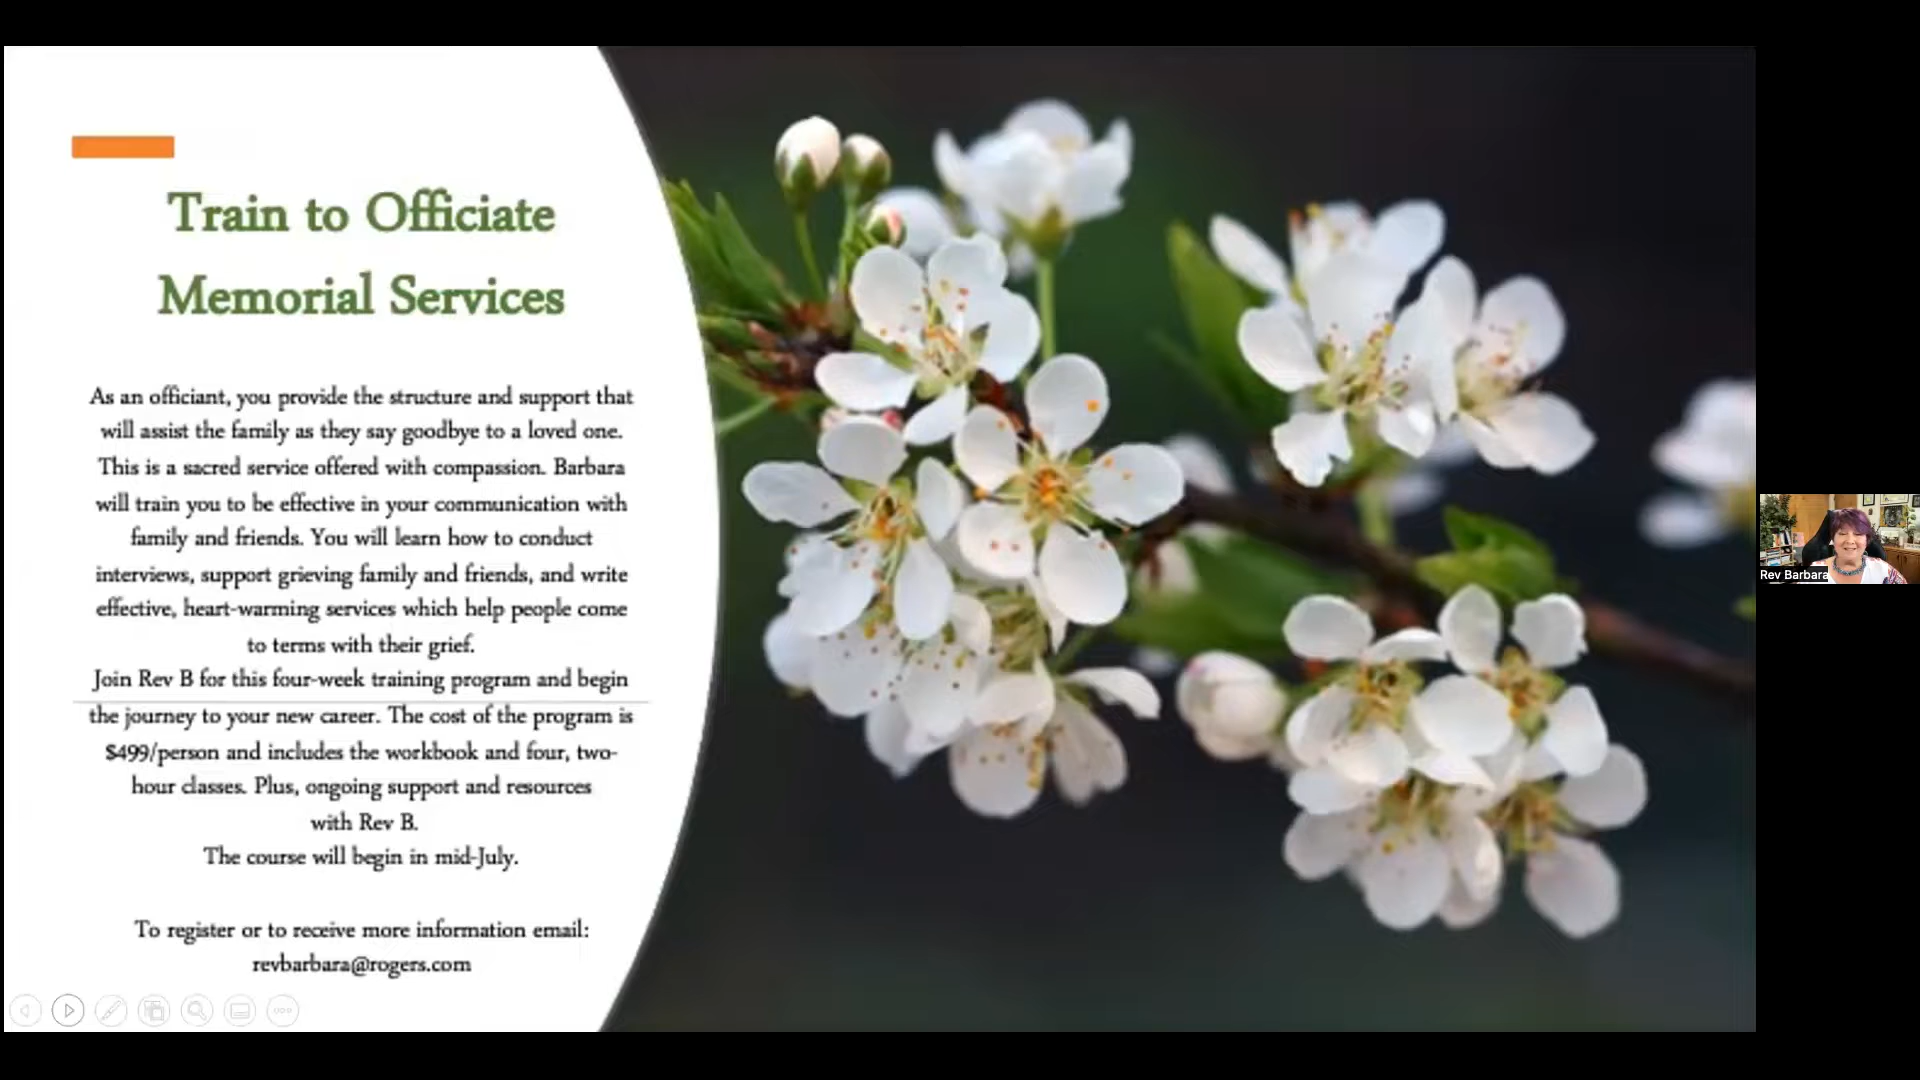 Train to Officiate
Memorial Services
As an officiant, you provide the structure and support that
will assist the family as they say goodbye to a loved one.
This is a sacred service offered with compassion. Barbara
will train you to be effective in your communication with
family and friends. You will learn how to conduct
interviews, support grieving family and friends, and write
effective, heart-warming services which help people come
to terms with their grief.
Join Rev B for this four-week training program and begin
the journey to your new career. The cost of the program is
$499/person and includes the workbook and four, two-
hour classes. Plus, ongoing support and resources
with Rev B.
The course will begin in mid-July.
To register or to receive more information email:
revbarbara@rogers.com
Rev Barbara